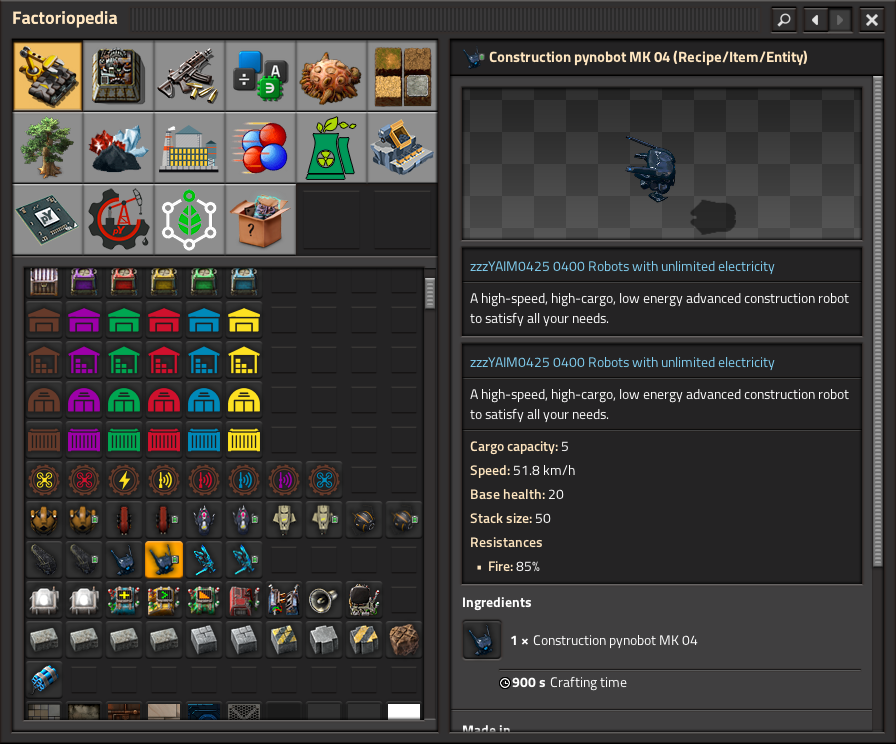 Factoriopedia
Construction pynobot MK 04 (Recipe/Item/Entity)
zzzYAIM0425 0400 Robots with unlimited electricity
A high-speed, high-cargo, low energy advanced construction robot
to satisfy all your needs.
zzzYAIM0425 0400 Robots with unlimited electricity
A high-speed, high-cargo, low energy advanced construction robot
to satisfy all your needs.
Cargo capacity: 5
Speed: 51.8 km/h
Base health: 20
Stack size: 50
Resistances
• Fire: 85%
Ingredients
1 × Construction pynobot MK 04
900 s Crafting time
Made in